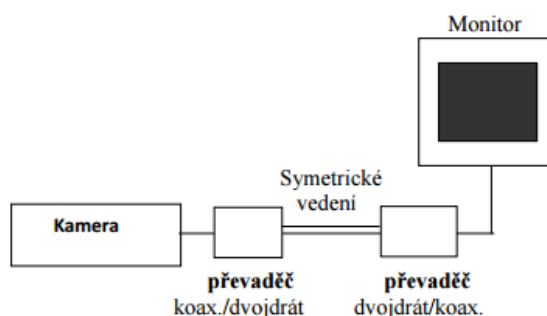 Monitor
Symetrické
vedení
Kamera
převaděč
koax./dvojdrát
převaděč
dvojdrát/koax.